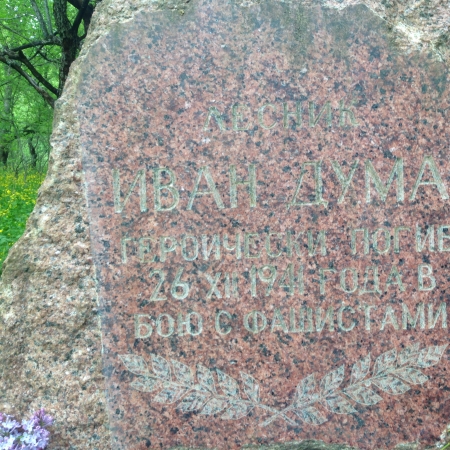 ЛЕСНИК
ИВАН ДУМА
ГЕРОИЧЕСКИ ПОГИБ
26 XII 1941 ГОДА В
БОЮ С ФАШИСТАМИ